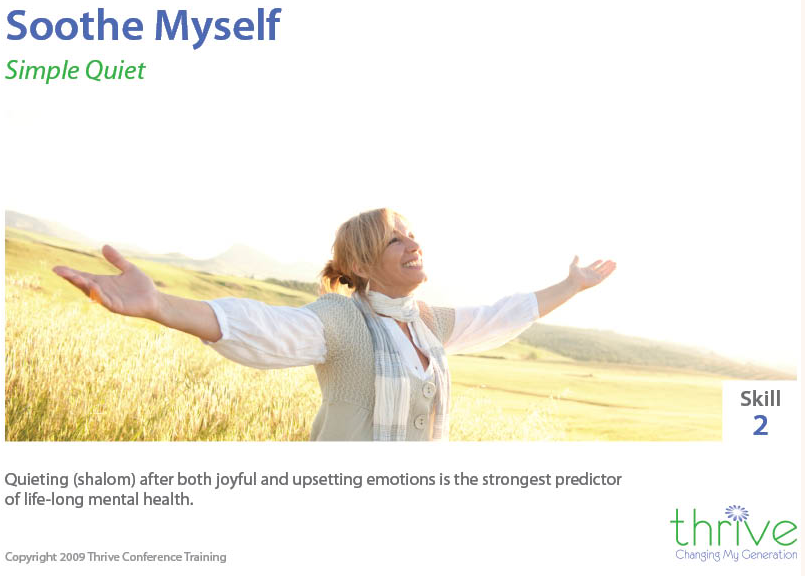 Soothe Myself
Simple Quiet
Skill
2
Quieting (shalom) after both joyful and upsetting emotions is the strongest predictor
of life-long mental health.
thrive
Changing My Generation
Copyright 2009 Thrive Conference Training